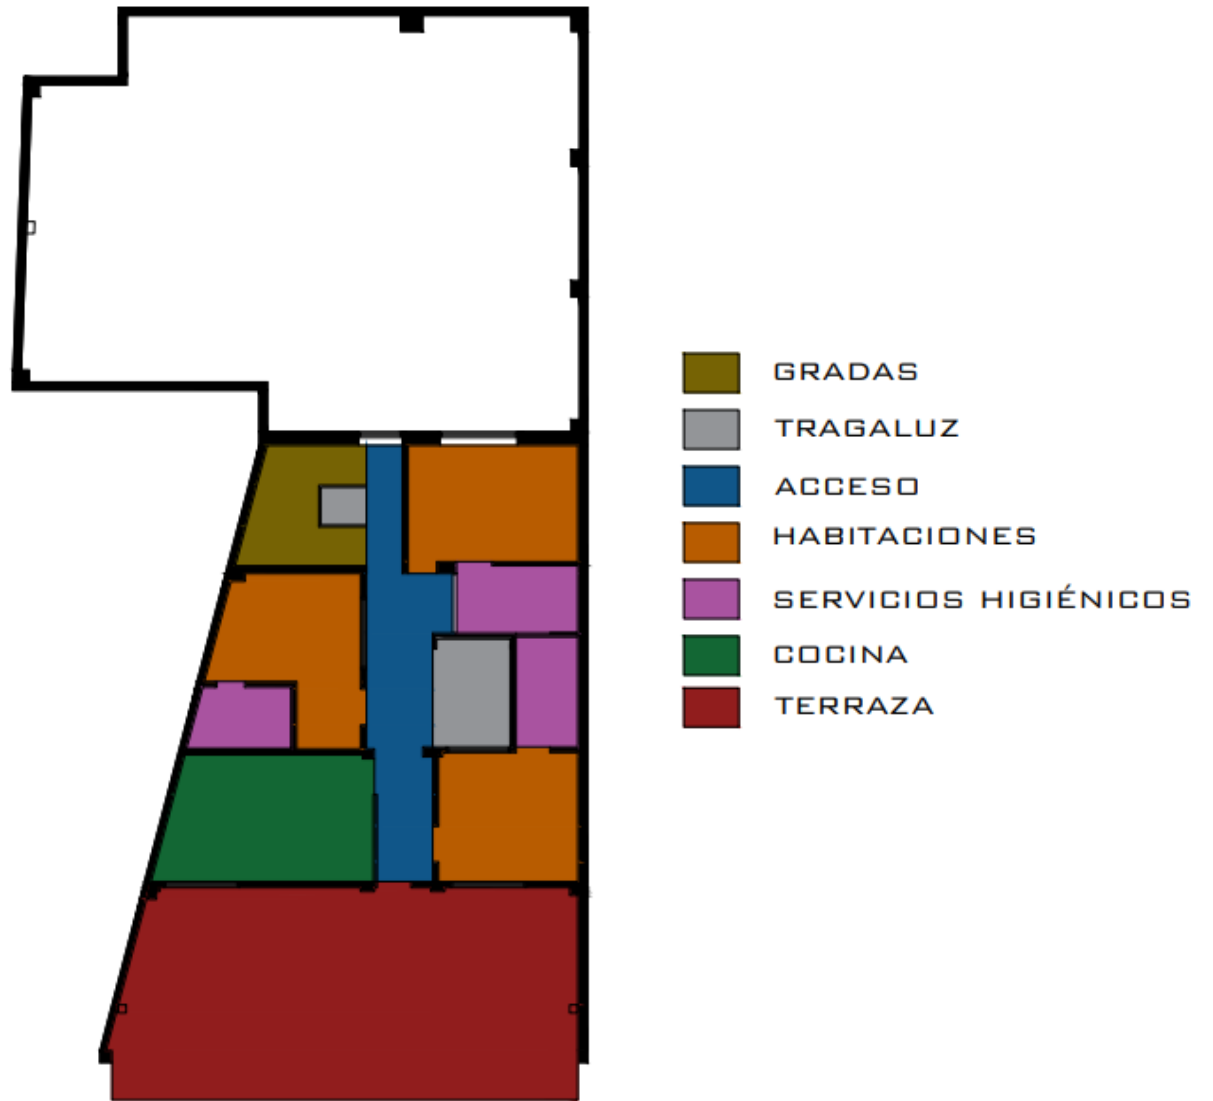 GRADAS
TRAGALUZ
ACCESO
HABITACIONES
SERVICIOS HIGIÉNICOS
COCINA
TERRAZA